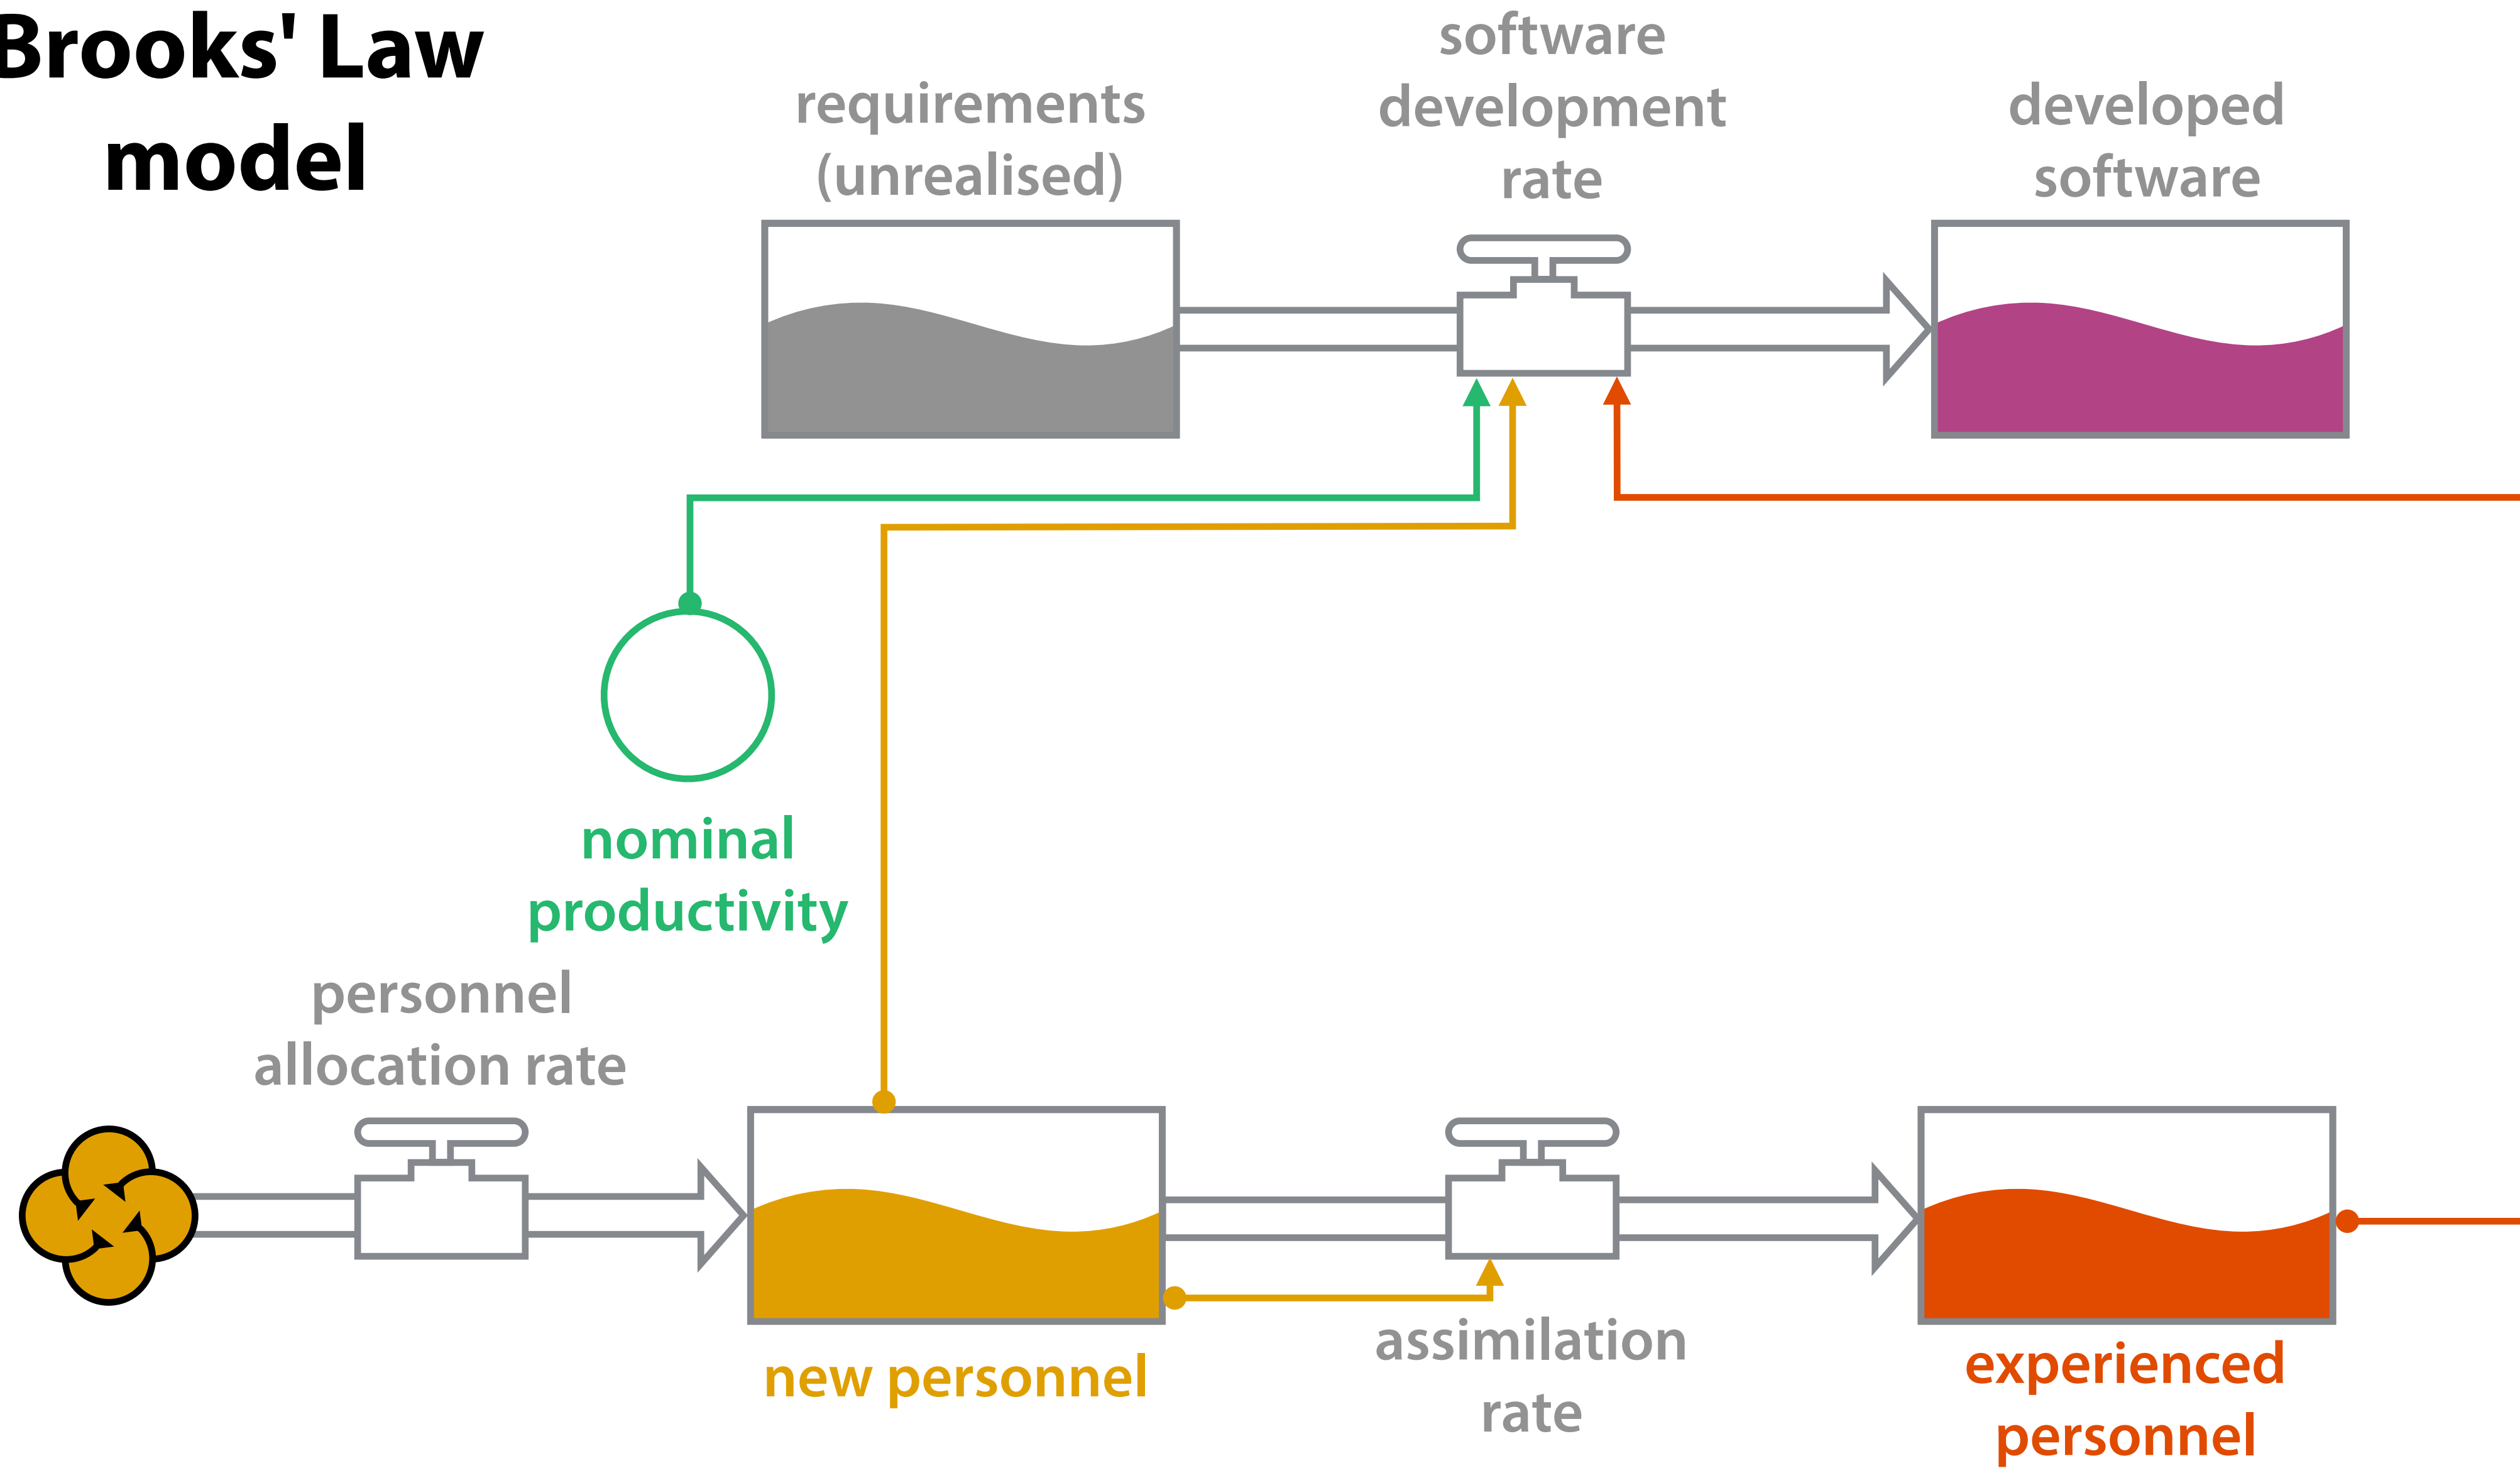 Brooks' Law
model
requirements
(unrealised)
software
development
rate
developed
software
nominal
productivity
personnel
allocation rate
new personnel
assimilation
rate
experienced
personnel